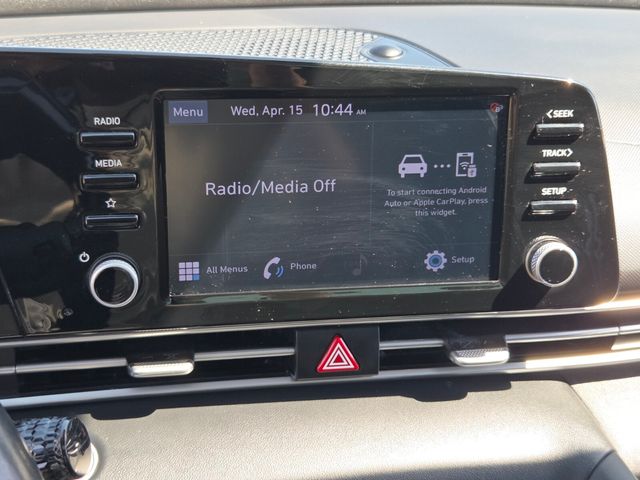 RADIO
MEDIA
Menu
Wed, Apr. 15 10:44 AM
Radio/Media Off
To start connecting Android
Auto or Apple CarPlay, press
this widget.
All Menus
Phone
Setup
SEEK
TRACK
SETUP